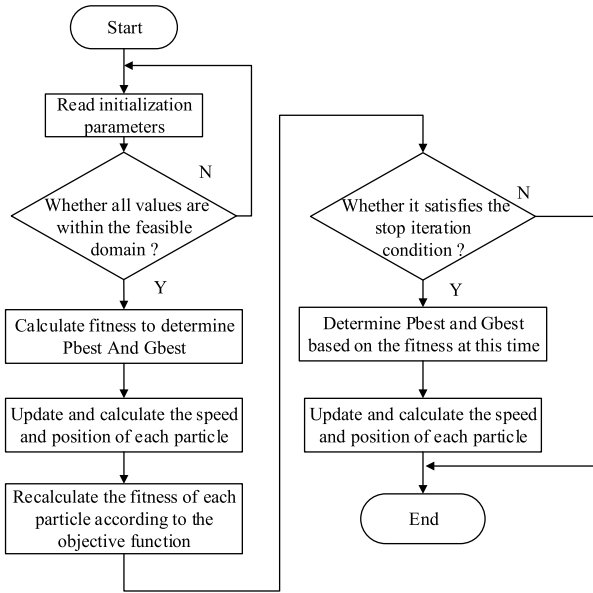 Start
Read initialization
parameters
N
Whether all values are
within the feasible
domain ?
Y
Calculate fitness to determine
Pbest And Gbest
Update and calculate the speed
and position of each particle
Recalculate the fitness of each
particle according to the
objective function
N
Whether it satisfies the
stop iteration
condition ?
Y
Determine Pbest and Gbest
based on the fitness at this time
Update and calculate the speed
and position of each particle
End